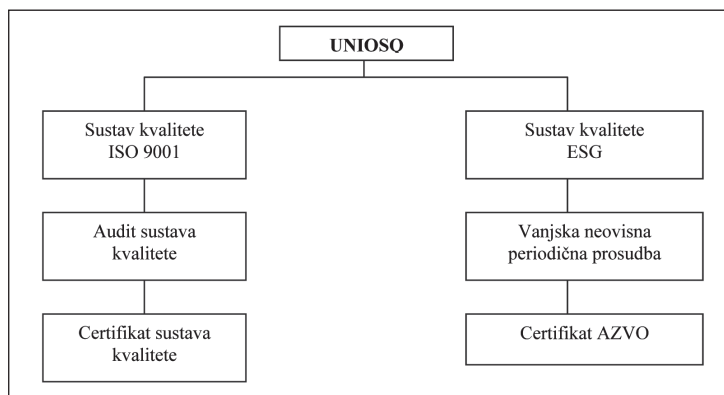 UNIOSQ
Sustav kvalitete
ISO 9001
Sustav kvalitete
ESG
Audit sustava
kvalitete
Vanjska neovisna
periodična prosudba
Certifikat sustava
kvalitete
Certifikat AZVO